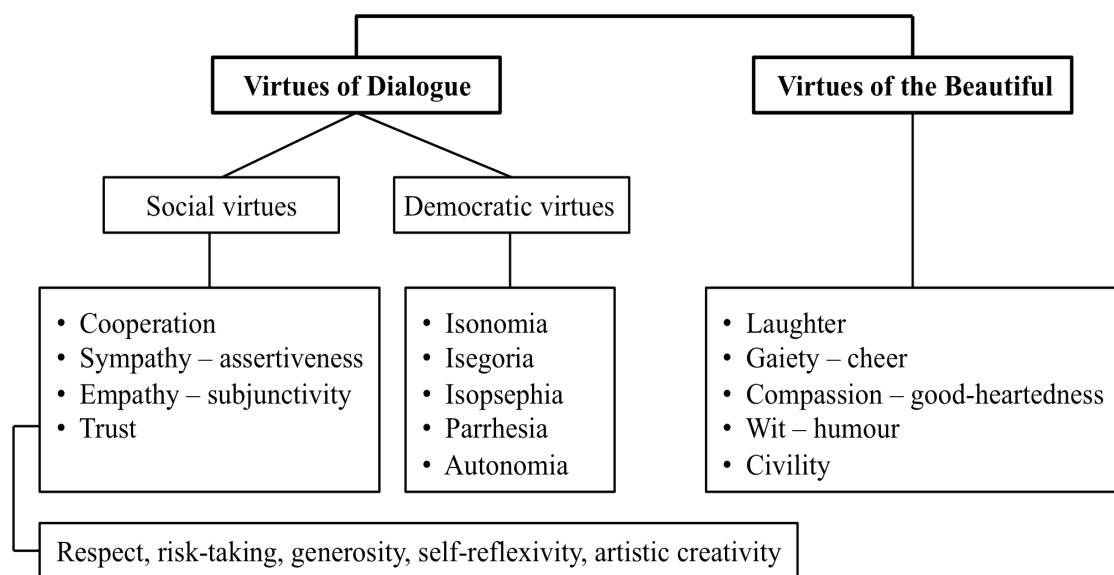 Virtues of Dialogue
Virtues of the Beautiful
Social virtues
Democratic virtues
• Cooperation
• Sympathy – assertiveness
• Empathy – subjunctivity
• Trust
• Isonomia
• Isegoria
• Isopsephia
• Parrhesia
• Autonomia
• Laughter
• Gaiety – cheer
• Compassion – good-heartedness
• Wit – humour
• Civility
Respect, risk-taking, generosity, self-reflexivity, artistic creativity